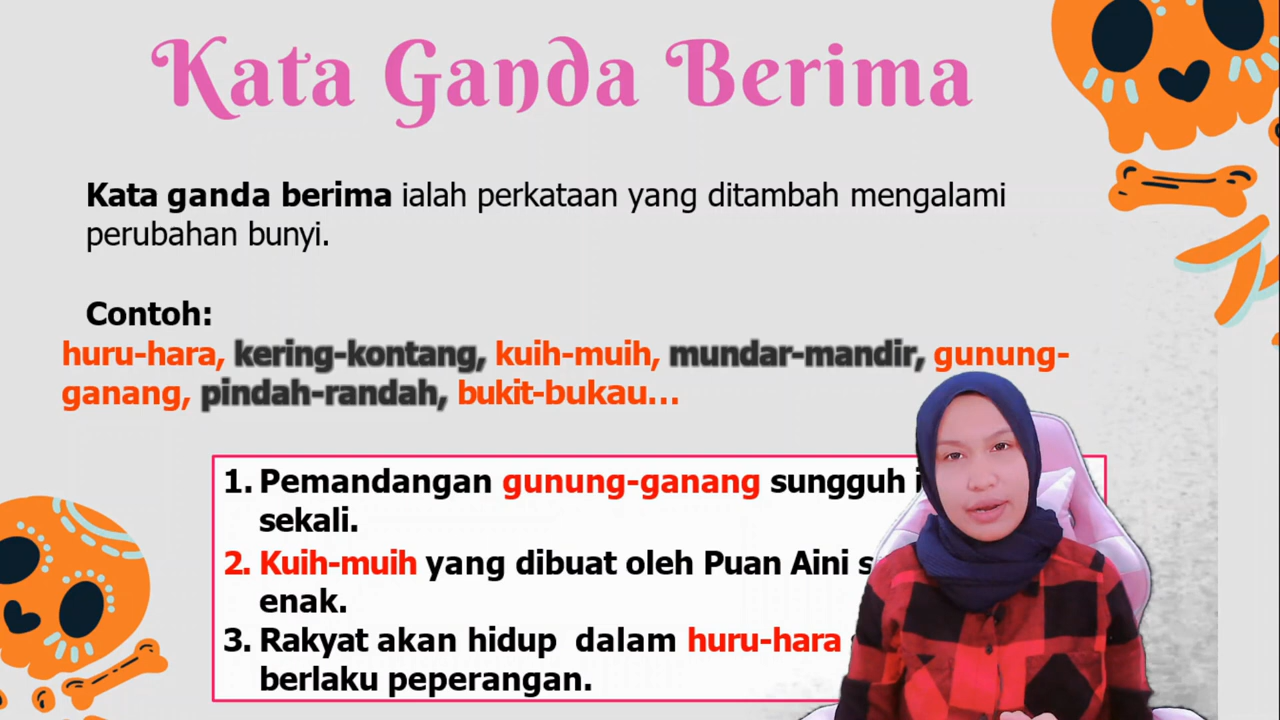 Kata Ganda Berima
Kata ganda berima ialah perkataan yang ditambah mengalami
perubahan bunyi.
Contoh:
huru-hara, kering-kontang, kuih-muih, mundar-mandir, gunung-
ganang, pindah-randah, bukit-bukau...
1. Pemandangan gunung-ganang sungguh
sekali.
2. Kuih-muih yang dibuat oleh Puan Aini
enak.
3. Rakyat akan hidup dalam huru-hara
berlaku peperangan.